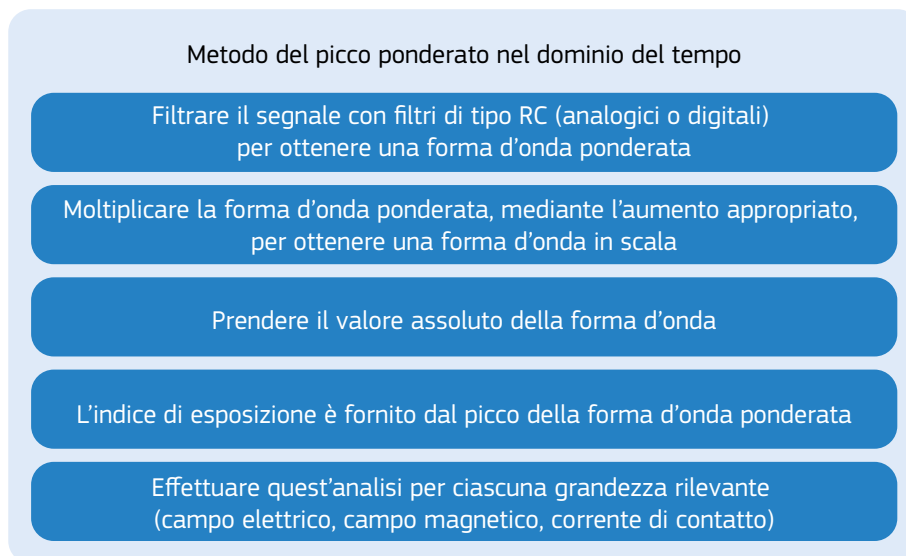 Metodo del picco ponderato nel dominio del tempo
Filtrare il segnale con filtri di tipo RC (analogici o digitali)
per ottenere una forma d’onda ponderata
Moltiplicare la forma d’onda ponderata, mediante l’aumento appropriato,
per ottenere una forma d’onda in scala
Prendere il valore assoluto della forma d’onda
L’indice di esposizione è fornito dal picco della forma d’onda ponderata
Effettuare quest’analisi per ciascuna grandezza rilevante
(campo elettrico, campo magnetico, corrente di contatto)